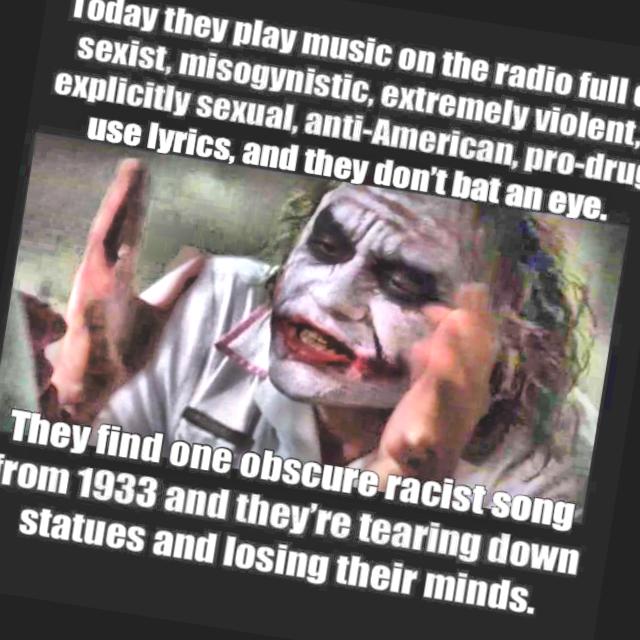 Today they play music on the radio full
sexist, misogynistic, extremely violent,
explicitly sexual, anti-American, pro-drug
use lyrics, and they don't bat an eye.
They find one obscure racist song
from 1933 and they're tearing down
statues and losing their minds.